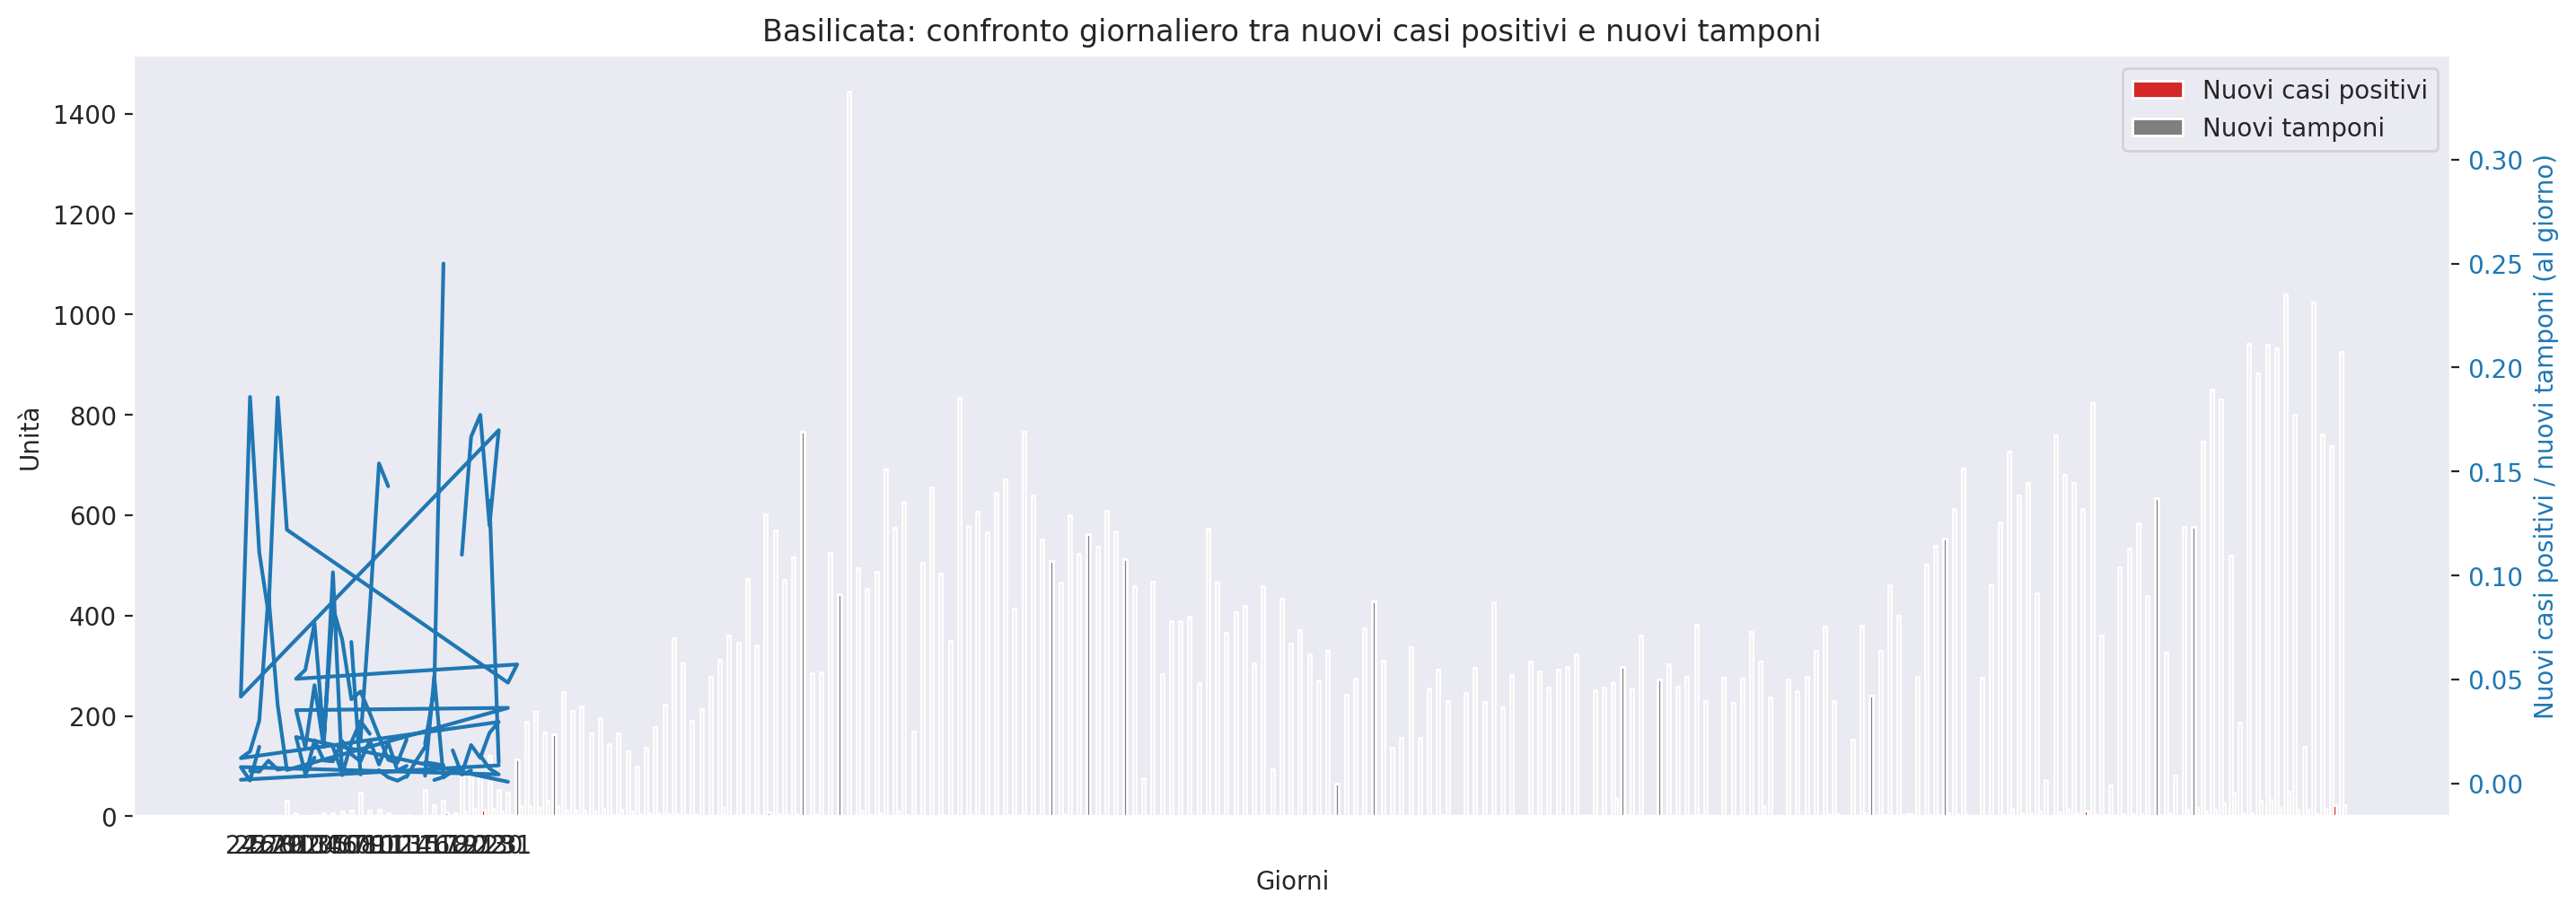 Basilicata: confronto giornaliero tra nuovi casi positivi e nuovi tamponi
Nuovi casi positivi
Nuovi tamponi
1400
1200
1000
800
600
400
200
0
Unità
0.30
0.25
0.20
0.15
0.10
0.05
0.00
Nuovi casi positivi / nuovi tamponi (al giorno)
Giorni